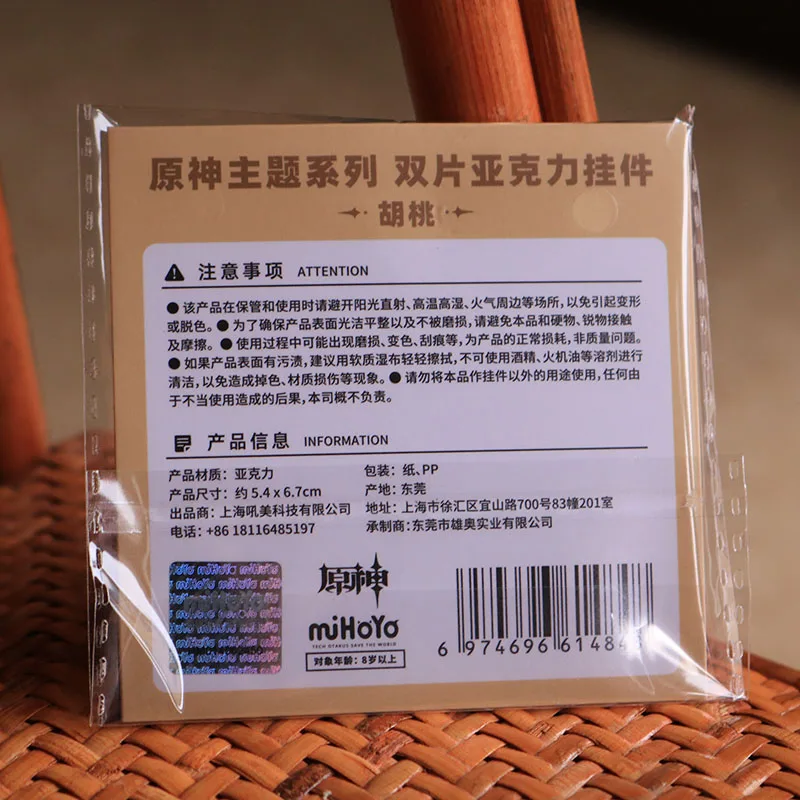 原神主题系列 双片亚克力挂件
胡桃
注意事项 ATTENTION
●该产品在保管和使用时请避开阳光直射、高温高湿、火气周边等场所,以免引起变形
或脱色。●为了确保产品表面光洁平整以及不被磨损,请避免本品和硬物、锐物接触
及摩擦。●使用过程中可能出现磨损、变色、刮痕等,为产品的正常损耗,非质量问题。
●如果产品表面有污渍,建议用软质湿布轻轻擦拭,不可使用酒精、火机油等溶剂进行
清洁,以免造成掉色、材质损伤等现象。●请勿将本品作挂件以外的用途使用,任何由
于不当使用造成的后果,本司概不负责。
产品信息 INFORMATION
产品材质:亚克力 包装:纸、PP
产品尺寸:约 5.4 x 6.7cm 产地:东莞
出品商:上海吼美科技有限公司 地址:上海市徐汇区宜山路700号83幢201室
电话:+86 18116485197 承制商:东莞市雄奥实业有限公司
miHoYo
原神
miHoYo
TECH OTAKUS SAVE THE WORLD
对象年龄:8岁以上
6 974696 6148